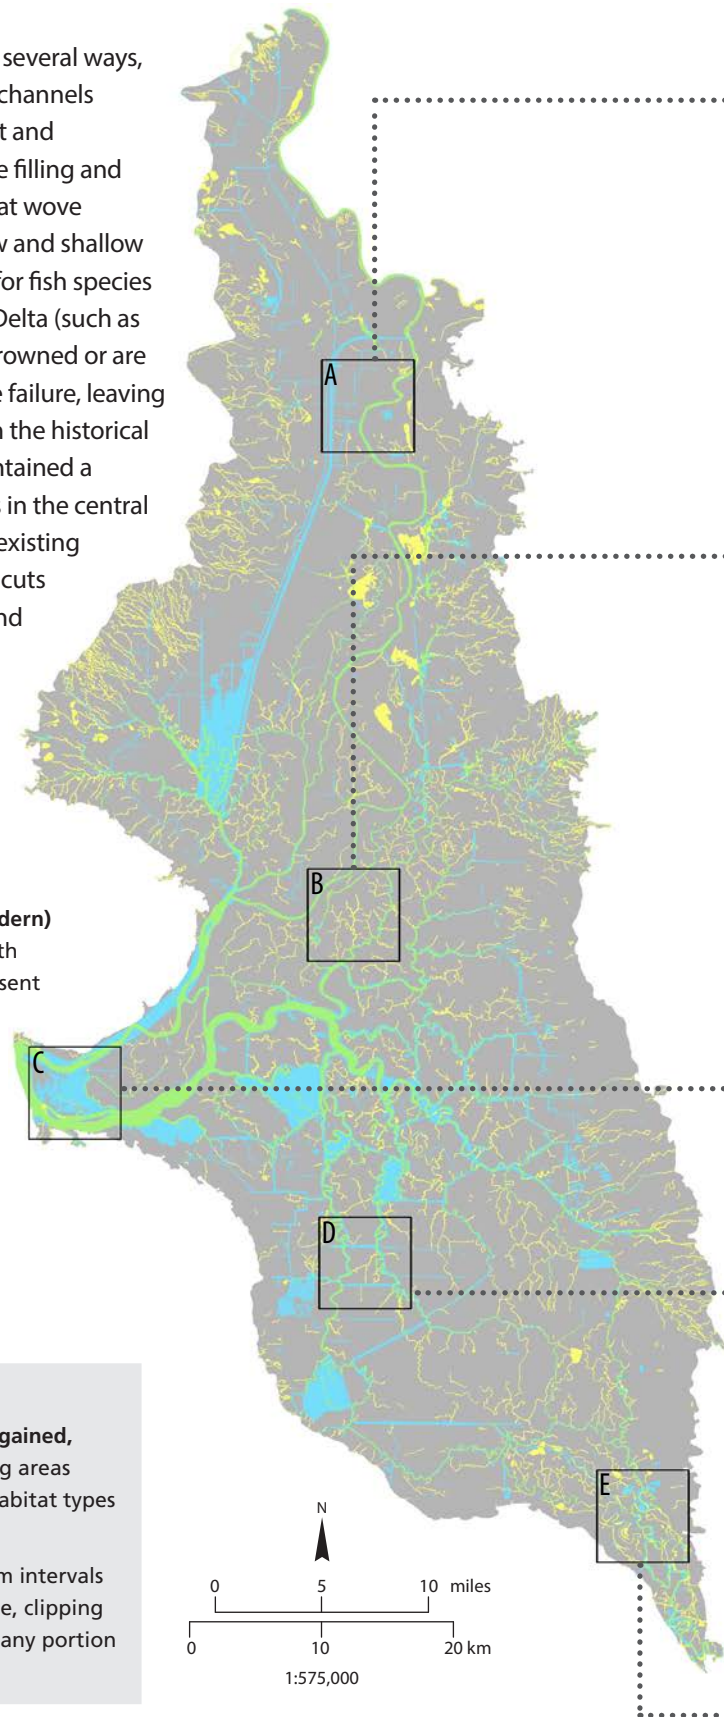 several ways,
channels
t and
e filling and
at wove
w and shallow
for fish species
Delta (such as
rowned or are
e failure, leaving
n the historical
ntained a
s in the central
existing
cuts
nd
A
B
dern)
th
sent
C
D
gained,
g areas
abitat types
m intervals
e, clipping
any portion
E
N
0 5 10 miles
0 10 20 km
1:575,000